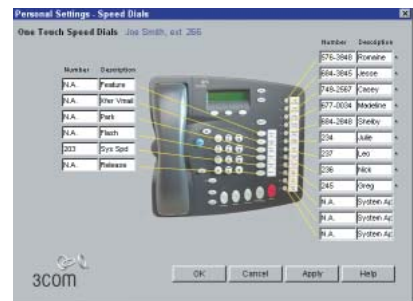 Personal Settings - Speed Dials
One Touch Speed Dials Joe Smith, ext 266
Number Description
N.A. Feature
N.A. Xfer Vmail
N.A. Park
N.A. Flash
203 Sys Spd
N.A. Release
Number Description
576-3848 Romaine
684-3845 Jesse
748-2567 Casey
677-0034 Madeline
684-2848 Shelby
234 Julie
237 Leo
236 Nick
245 Greg
N.A. System Ap
N.A. System Ap
N.A. System Ap
3COM
OK Cancel Apply Help